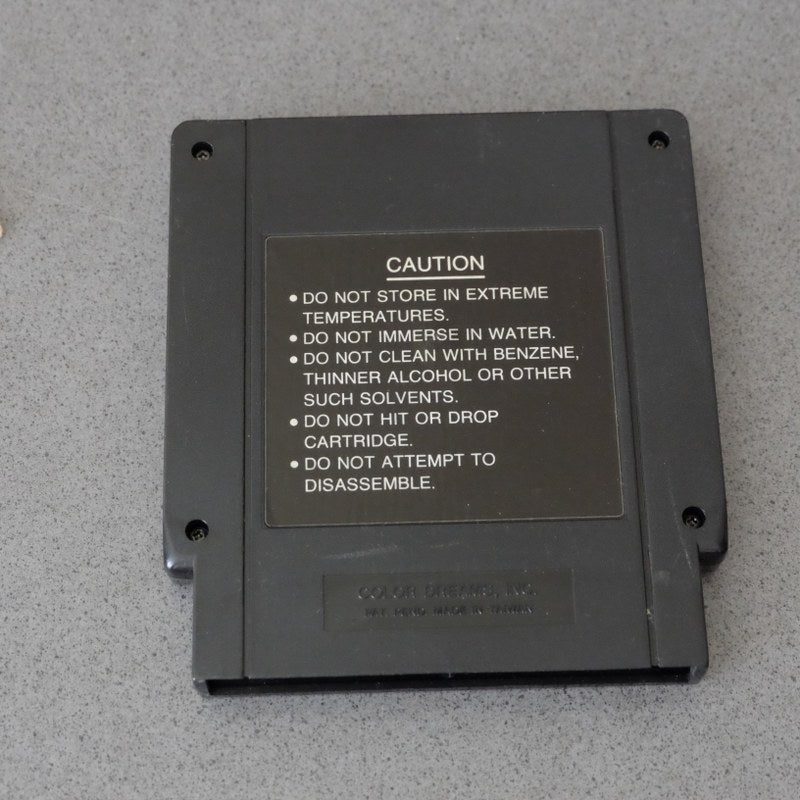 CAUTION
• DO NOT STORE IN EXTREME
TEMPERATURES.
• DO NOT IMMERSE IN WATER.
• DO NOT CLEAN WITH BENZENE,
THINNER ALCOHOL OR OTHER
SUCH SOLVENTS.
• DO NOT HIT OR DROP
CARTRIDGE.
• DO NOT ATTEMPT TO
DISASSEMBLE.
COLOR DREAMS, INC.
PAT. PEND. MADE IN TAIWAN